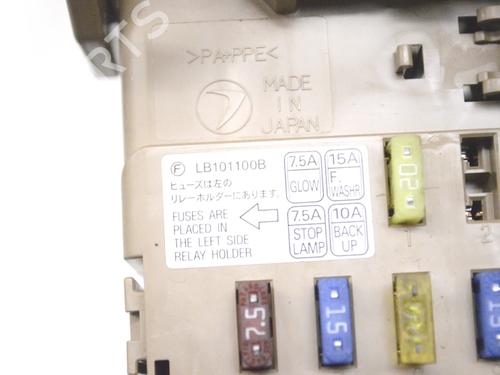 >PA+PPE<
MADE
IN
JAPAN
F LB101100B
ヒューズは左の
リレーホルダーにあります.
FUSES ARE
PLACED IN
THE LEFT SIDE
RELAY HOLDER
7.5A
GLOW
15A
F.
WASHR
7.5A
STOP
LAMP
10A
BACK
UP
20
1
2
7.5
15
15